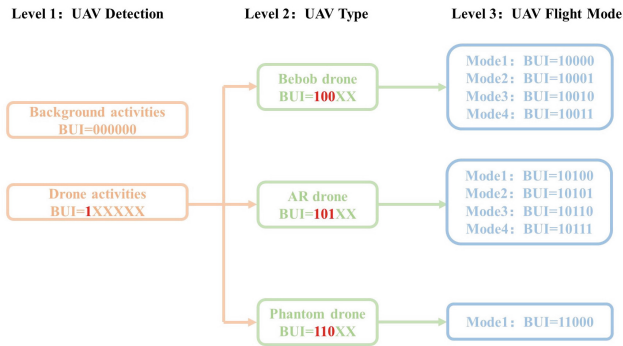 Level 1：UAV Detection
Level 2：UAV Type
Level 3：UAV Flight Mode
Background activities
BUI=000000
Drone activities
BUI=1XXXXX
Bebob drone
BUI=100XX
AR drone
BUI=101XX
Phantom drone
BUI=110XX
Mode1：BUI=10000
Mode2：BUI=10001
Mode3：BUI=10010
Mode4：BUI=10011
Mode1：BUI=10100
Mode2：BUI=10101
Mode3：BUI=10110
Mode4：BUI=10111
Mode1：BUI=11000